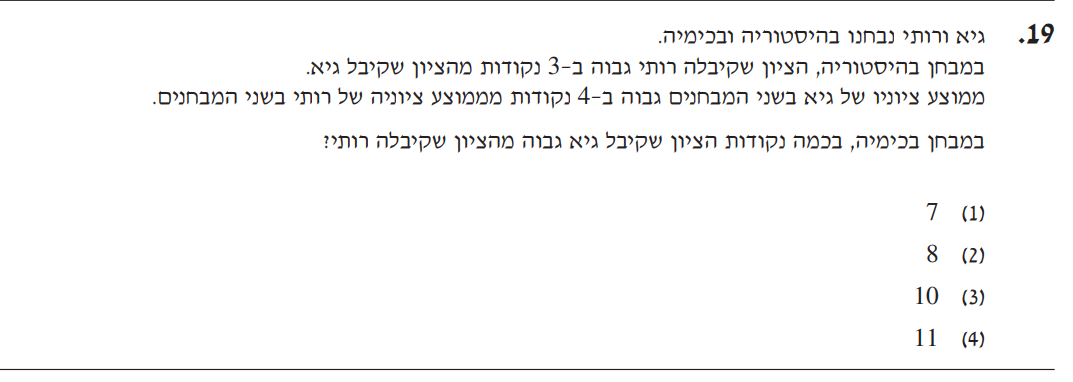 19. גיא ורותי נבחנו בהיסטוריה ובכימיה.
במבחן בהיסטוריה, הציון שקיבלה רותי גבוה ב-3 נקודות מהציון שקיבל גיא.
ממוצע ציוניו של גיא בשני המבחנים גבוה ב-4 נקודות מממוצע ציוניה של רותי בשני המבחנים.
במבחן בכימיה, בכמה נקודות הציון שקיבל גיא גבוה מהציון שקיבלה רותי?
(1) 7
(2) 8
(3) 10
(4) 11